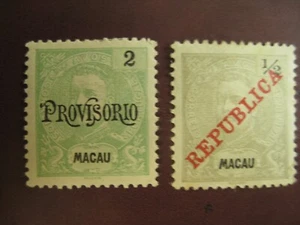 2
PROVISORIO
MACAU
1/2
REPUBLICA
MACAU